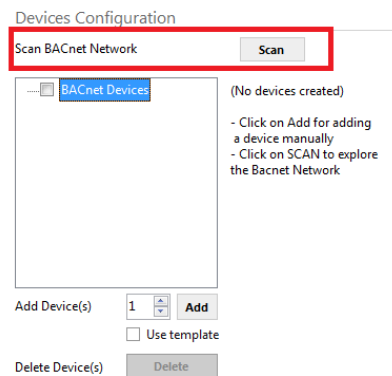 Devices Configuration
Scan BACnet Network Scan
BACnet Devices
(No devices created)
- Click on Add for adding
a device manually
- Click on SCAN to explore
the Bacnet Network
Add Device(s) 1 Add
Use template
Delete Device(s) Delete